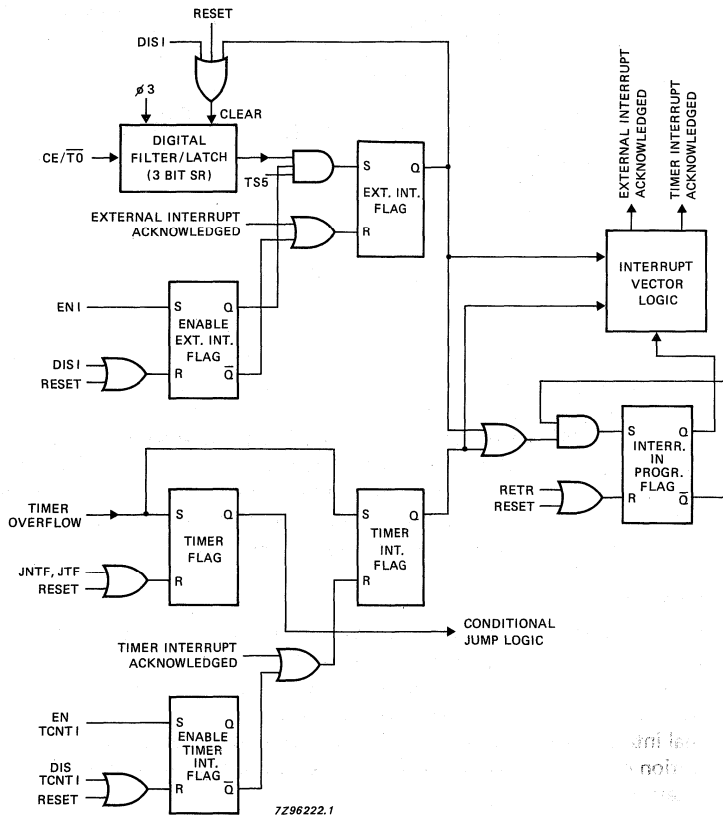 RESET
DIS I
ø 3
CLEAR
CE/T̅0̅
DIGITAL
FILTER/LATCH
(3 BIT SR)
TS5
S
Q
EXT. INT.
FLAG
R
EXTERNAL INTERRUPT
ACKNOWLEDGED
EXTERNAL INTERRUPT
ACKNOWLEDGED
TIMER INTERRUPT
ACKNOWLEDGED
INTERRUPT
VECTOR
LOGIC
EN I
S
Q
ENABLE
EXT. INT.
FLAG
R
Q̅
DIS I
RESET
S
Q
INTERR.
IN
PROGR.
FLAG
R
Q̅
RETR
RESET
TIMER
OVERFLOW
S
Q
TIMER
FLAG
R
JNTF, JTF
RESET
S
Q
TIMER
INT.
FLAG
R
CONDITIONAL
JUMP LOGIC
TIMER INTERRUPT
ACKNOWLEDGED
EN
TCNT I
S
Q
ENABLE
TIMER
INT.
FLAG
R
Q̅
DIS
TCNT I
RESET
7Z96222.1